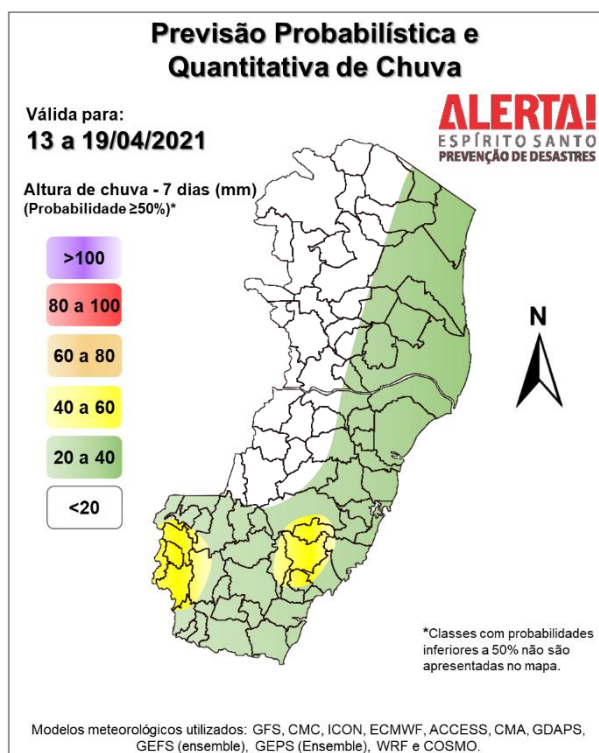 Previsão Probabilística e
Quantitativa de Chuva
Válida para:
13 a 19/04/2021
ALERTA!
ESPÍRITO SANTO
PREVENÇÃO DE DESASTRES
Altura de chuva - 7 dias (mm)
(Probabilidade ≥50%)*
>100
80 a 100
60 a 80
40 a 60
20 a 40
<20
N
*Classes com probabilidades
inferiores a 50% não são
apresentadas no mapa.
Modelos meteorológicos utilizados: GFS, CMC, ICON, ECMWF, ACCESS, CMA, GDAPS,
GEFS (ensemble), GEPS (Ensemble), WRF e COSMO.